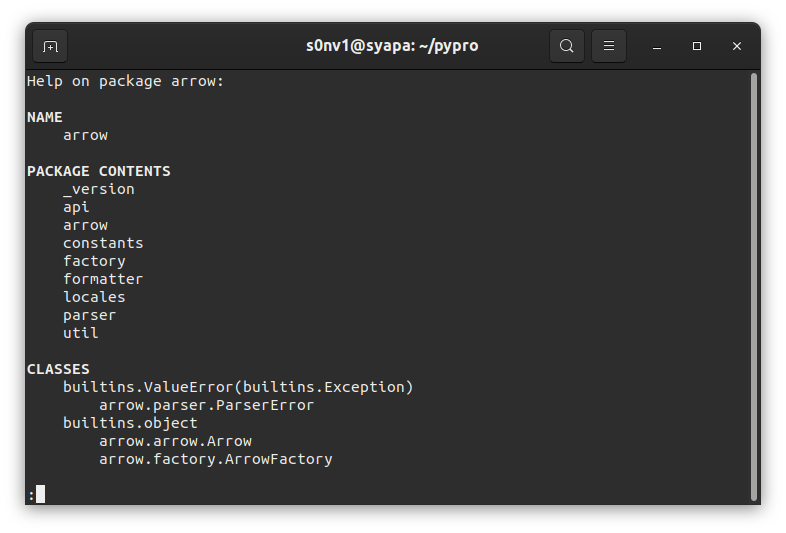 s0nv1@syapa: ~/pypro
Help on package arrow:
NAME
    arrow
PACKAGE CONTENTS
    _version
    api
    arrow
    constants
    factory
    formatter
    locales
    parser
    util
CLASSES
    builtins.ValueError(builtins.Exception)
        arrow.parser.ParserError
    builtins.object
        arrow.arrow.Arrow
        arrow.factory.ArrowFactory
: